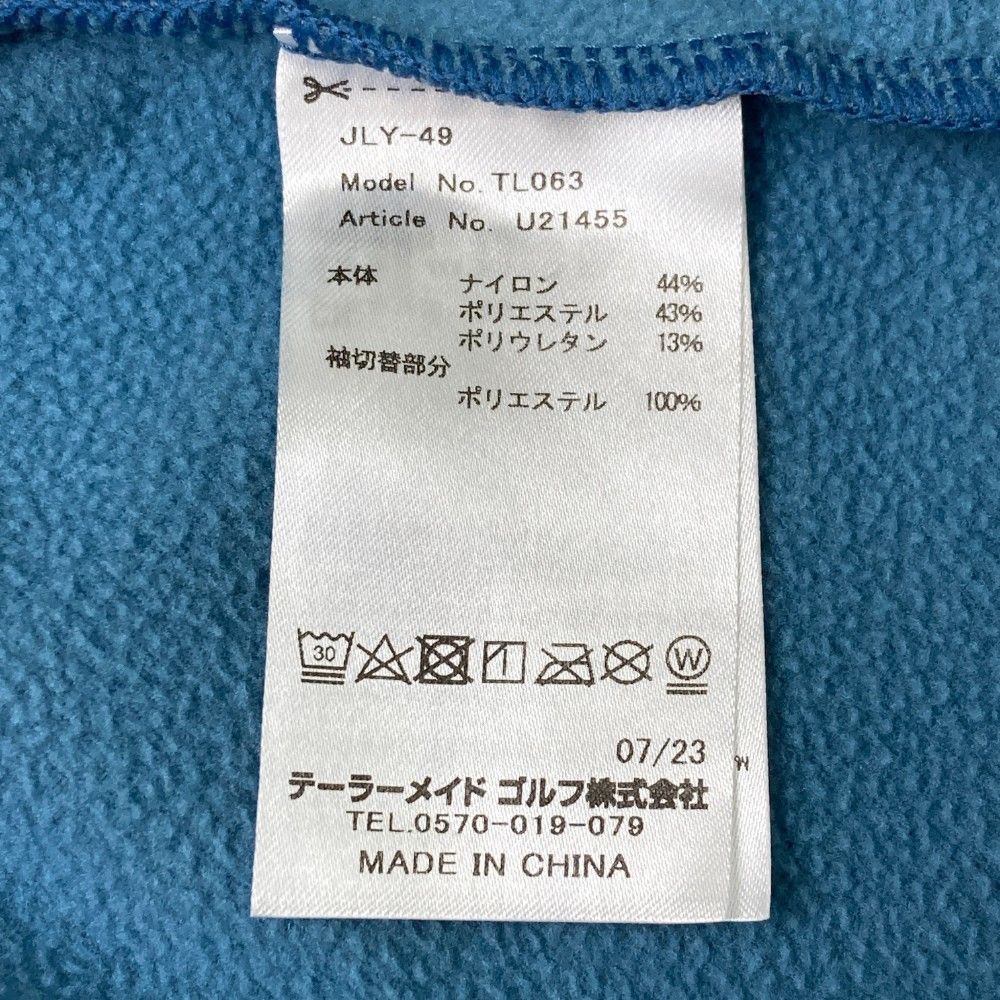 JLY-49
Model No. TL063
Article No. U21455
本体 ナイロン 44%
ポリエステル 43%
ポリウレタン 13%
袖切替部分
ポリエステル 100%
30
W
07/23
テーラーメイド ゴルフ株式会社
TEL.0570-019-079
MADE IN CHINA